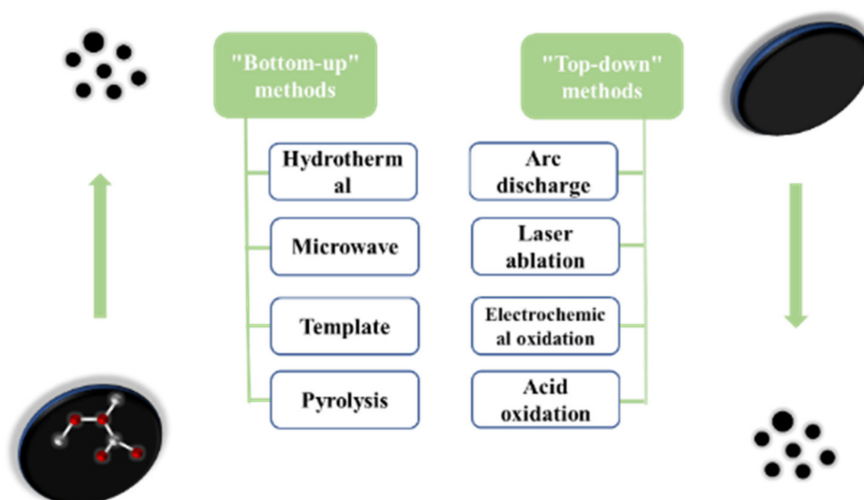 "Bottom-up"
methods
Hydrotherm
al
Microwave
Template
Pyrolysis
"Top-down"
methods
Arc
discharge
Laser
ablation
Electrochemic
al oxidation
Acid
oxidation